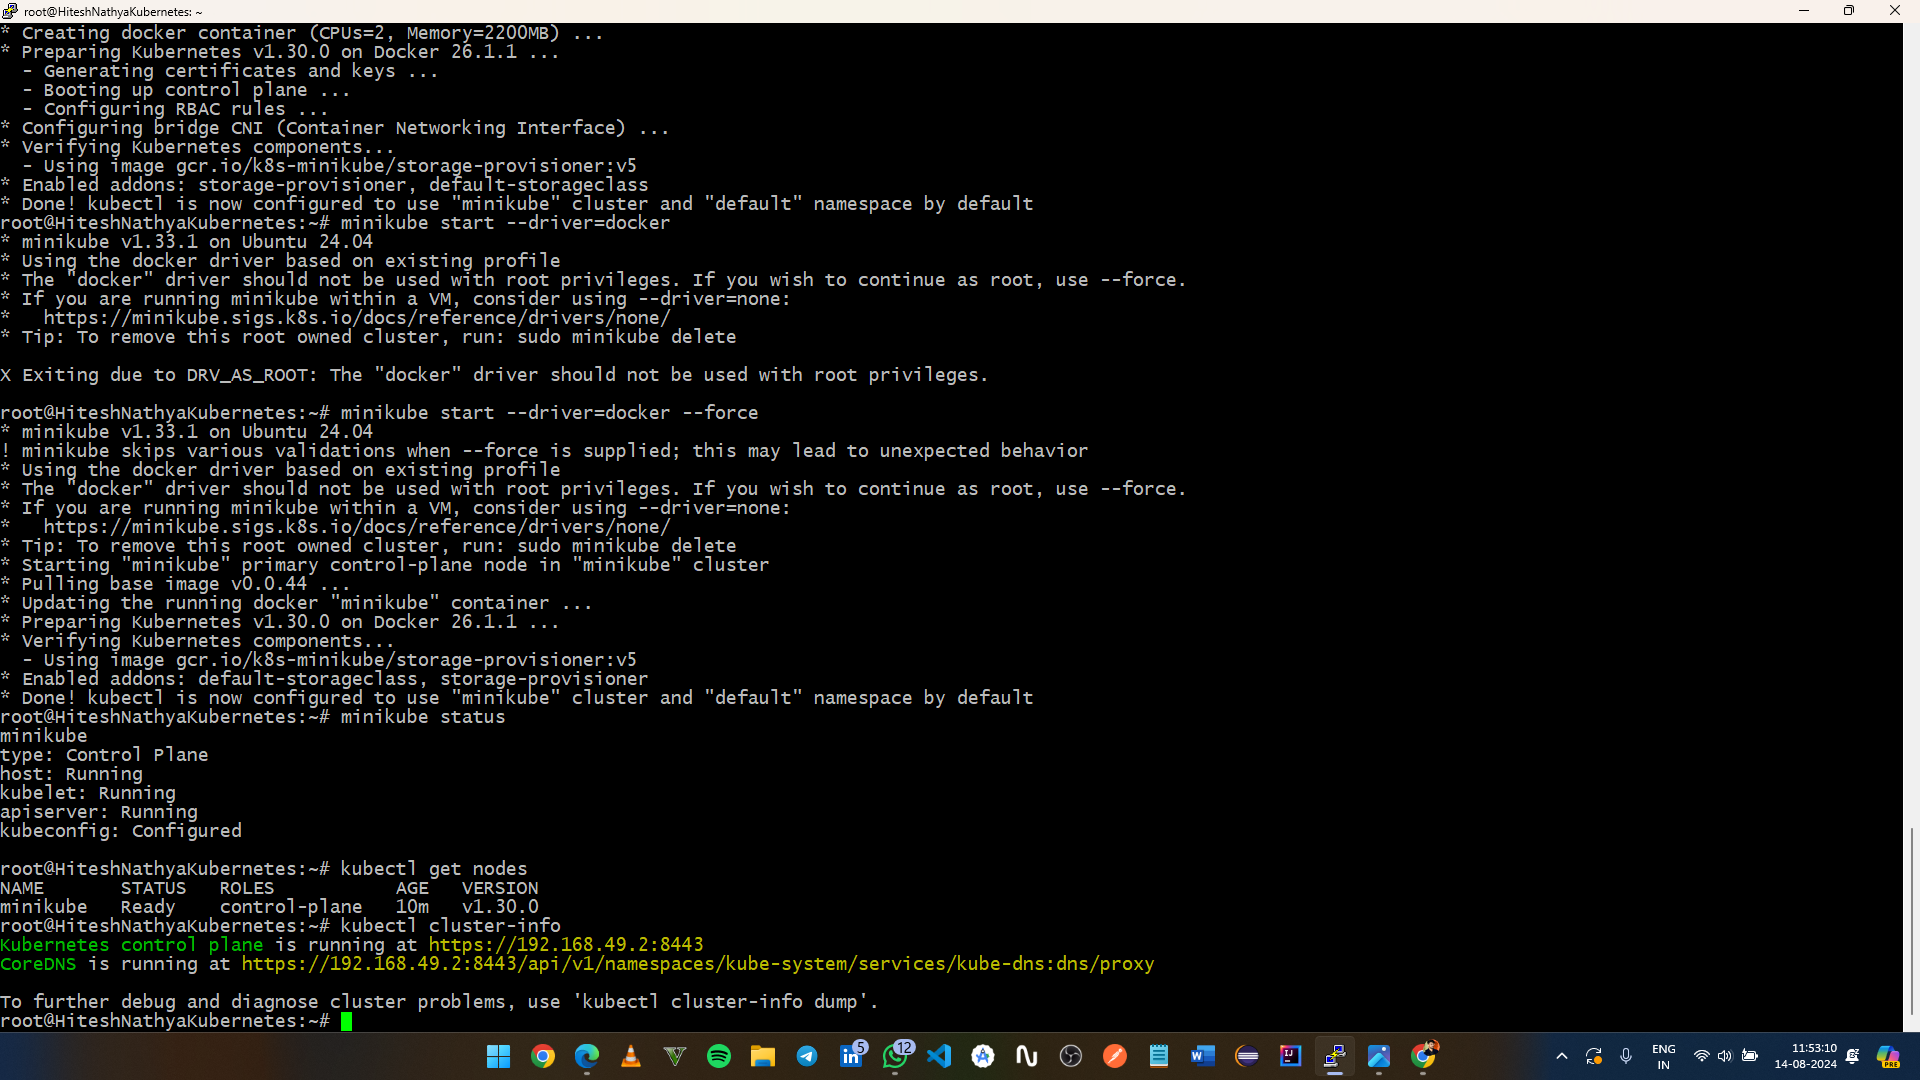 root@HiteshNathyaKubernetes: ~
* Creating docker container (CPUs=2, Memory=2200MB) ...
* Preparing Kubernetes v1.30.0 on Docker 26.1.1 ...
  - Generating certificates and keys ...
  - Booting up control plane ...
  - Configuring RBAC rules ...
* Configuring bridge CNI (Container Networking Interface) ...
* Verifying Kubernetes components...
  - Using image gcr.io/k8s-minikube/storage-provisioner:v5
* Enabled addons: storage-provisioner, default-storageclass
* Done! kubectl is now configured to use "minikube" cluster and "default" namespace by default
root@HiteshNathyaKubernetes:~# minikube start --driver=docker
* minikube v1.33.1 on Ubuntu 24.04
* Using the docker driver based on existing profile
* The "docker" driver should not be used with root privileges. If you wish to continue as root, use --force.
* If you are running minikube within a VM, consider using --driver=none:
*   https://minikube.sigs.k8s.io/docs/reference/drivers/none/
* Tip: To remove this root owned cluster, run: sudo minikube delete
X Exiting due to DRV_AS_ROOT: The "docker" driver should not be used with root privileges.
root@HiteshNathyaKubernetes:~# minikube start --driver=docker --force
* minikube v1.33.1 on Ubuntu 24.04
! minikube skips various validations when --force is supplied; this may lead to unexpected behavior
* Using the docker driver based on existing profile
* The "docker" driver should not be used with root privileges. If you wish to continue as root, use --force.
* If you are running minikube within a VM, consider using --driver=none:
*   https://minikube.sigs.k8s.io/docs/reference/drivers/none/
* Tip: To remove this root owned cluster, run: sudo minikube delete
* Starting "minikube" primary control-plane node in "minikube" cluster
* Pulling base image v0.0.44 ...
* Updating the running docker "minikube" container ...
* Preparing Kubernetes v1.30.0 on Docker 26.1.1 ...
* Verifying Kubernetes components...
  - Using image gcr.io/k8s-minikube/storage-provisioner:v5
* Enabled addons: default-storageclass, storage-provisioner
* Done! kubectl is now configured to use "minikube" cluster and "default" namespace by default
root@HiteshNathyaKubernetes:~# minikube status
minikube
type: Control Plane
host: Running
kubelet: Running
apiserver: Running
kubeconfig: Configured
root@HiteshNathyaKubernetes:~# kubectl get nodes
NAME       STATUS   ROLES           AGE   VERSION
minikube   Ready    control-plane   10m   v1.30.0
root@HiteshNathyaKubernetes:~# kubectl cluster-info
Kubernetes control plane is running at https://192.168.49.2:8443
CoreDNS is running at https://192.168.49.2:8443/api/v1/namespaces/kube-system/services/kube-dns:dns/proxy
To further debug and diagnose cluster problems, use 'kubectl cluster-info dump'.
root@HiteshNathyaKubernetes:~#
5
12
ENG
IN
11:53:10
14-08-2024
PRE